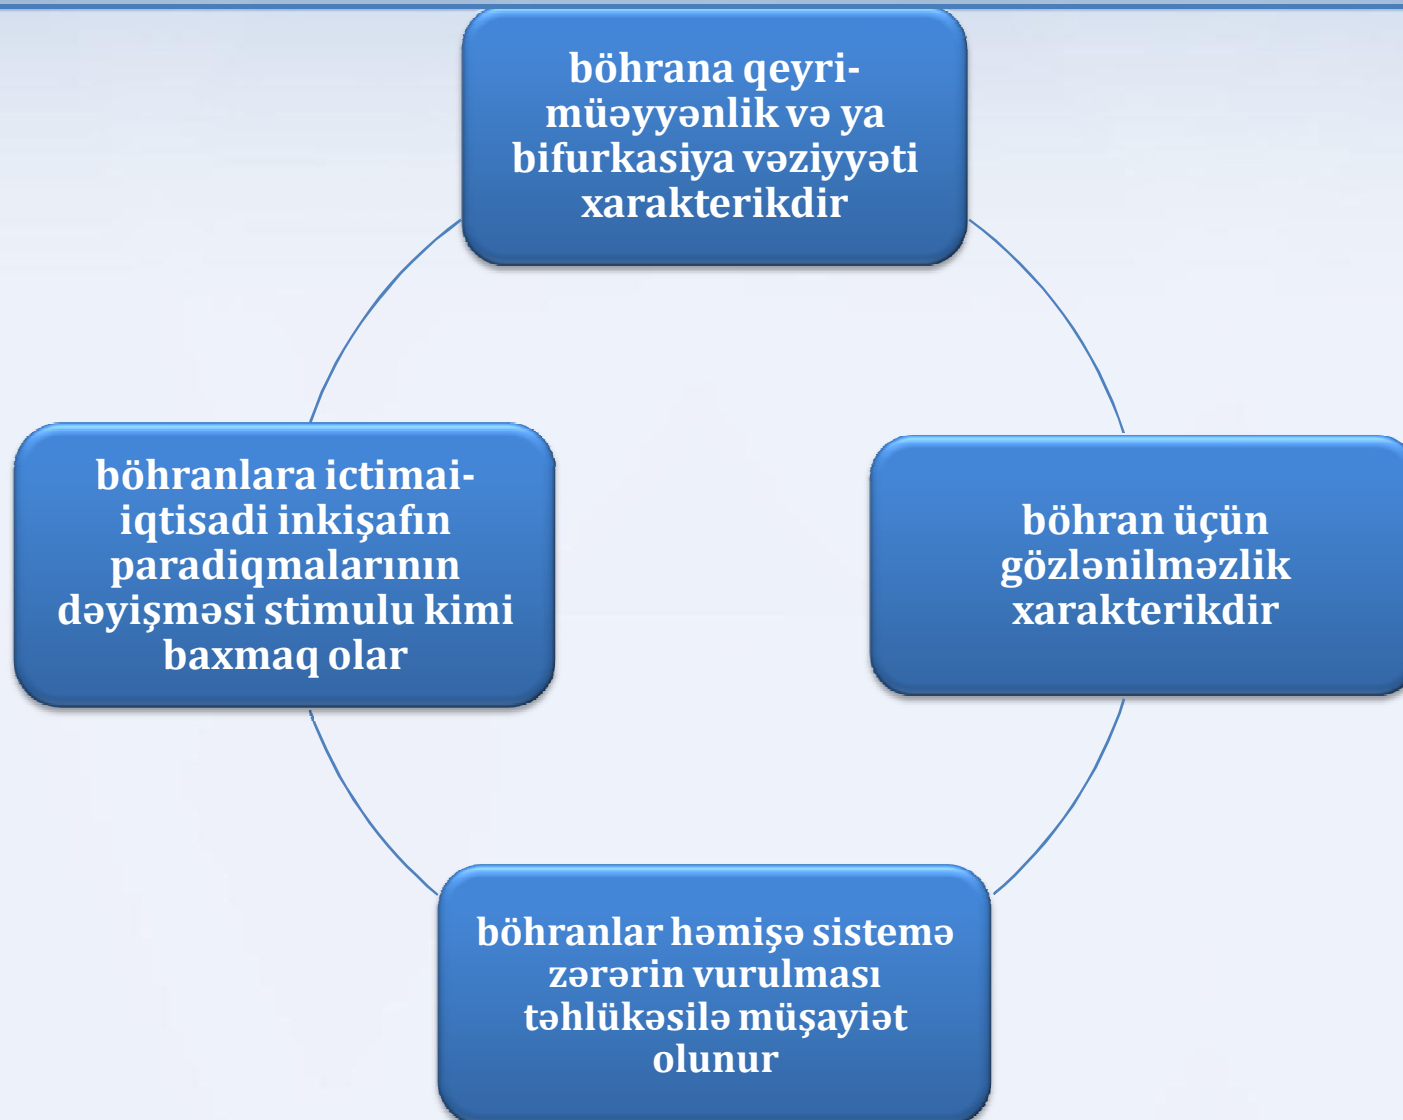 böhrana qeyri-
müəyyənlik və ya
bifurkasiya vəziyyəti
xarakterikdir
böhranlara ictimai-
iqtisadi inkişafın
paradiqmalarının
dəyişməsi stimulu kimi
baxmaq olar
böhran üçün
gözlənilməzlik
xarakterikdir
böhranlar həmişə sistemə
zərərin vurulması
təhlükəsilə müşayiət
olunur